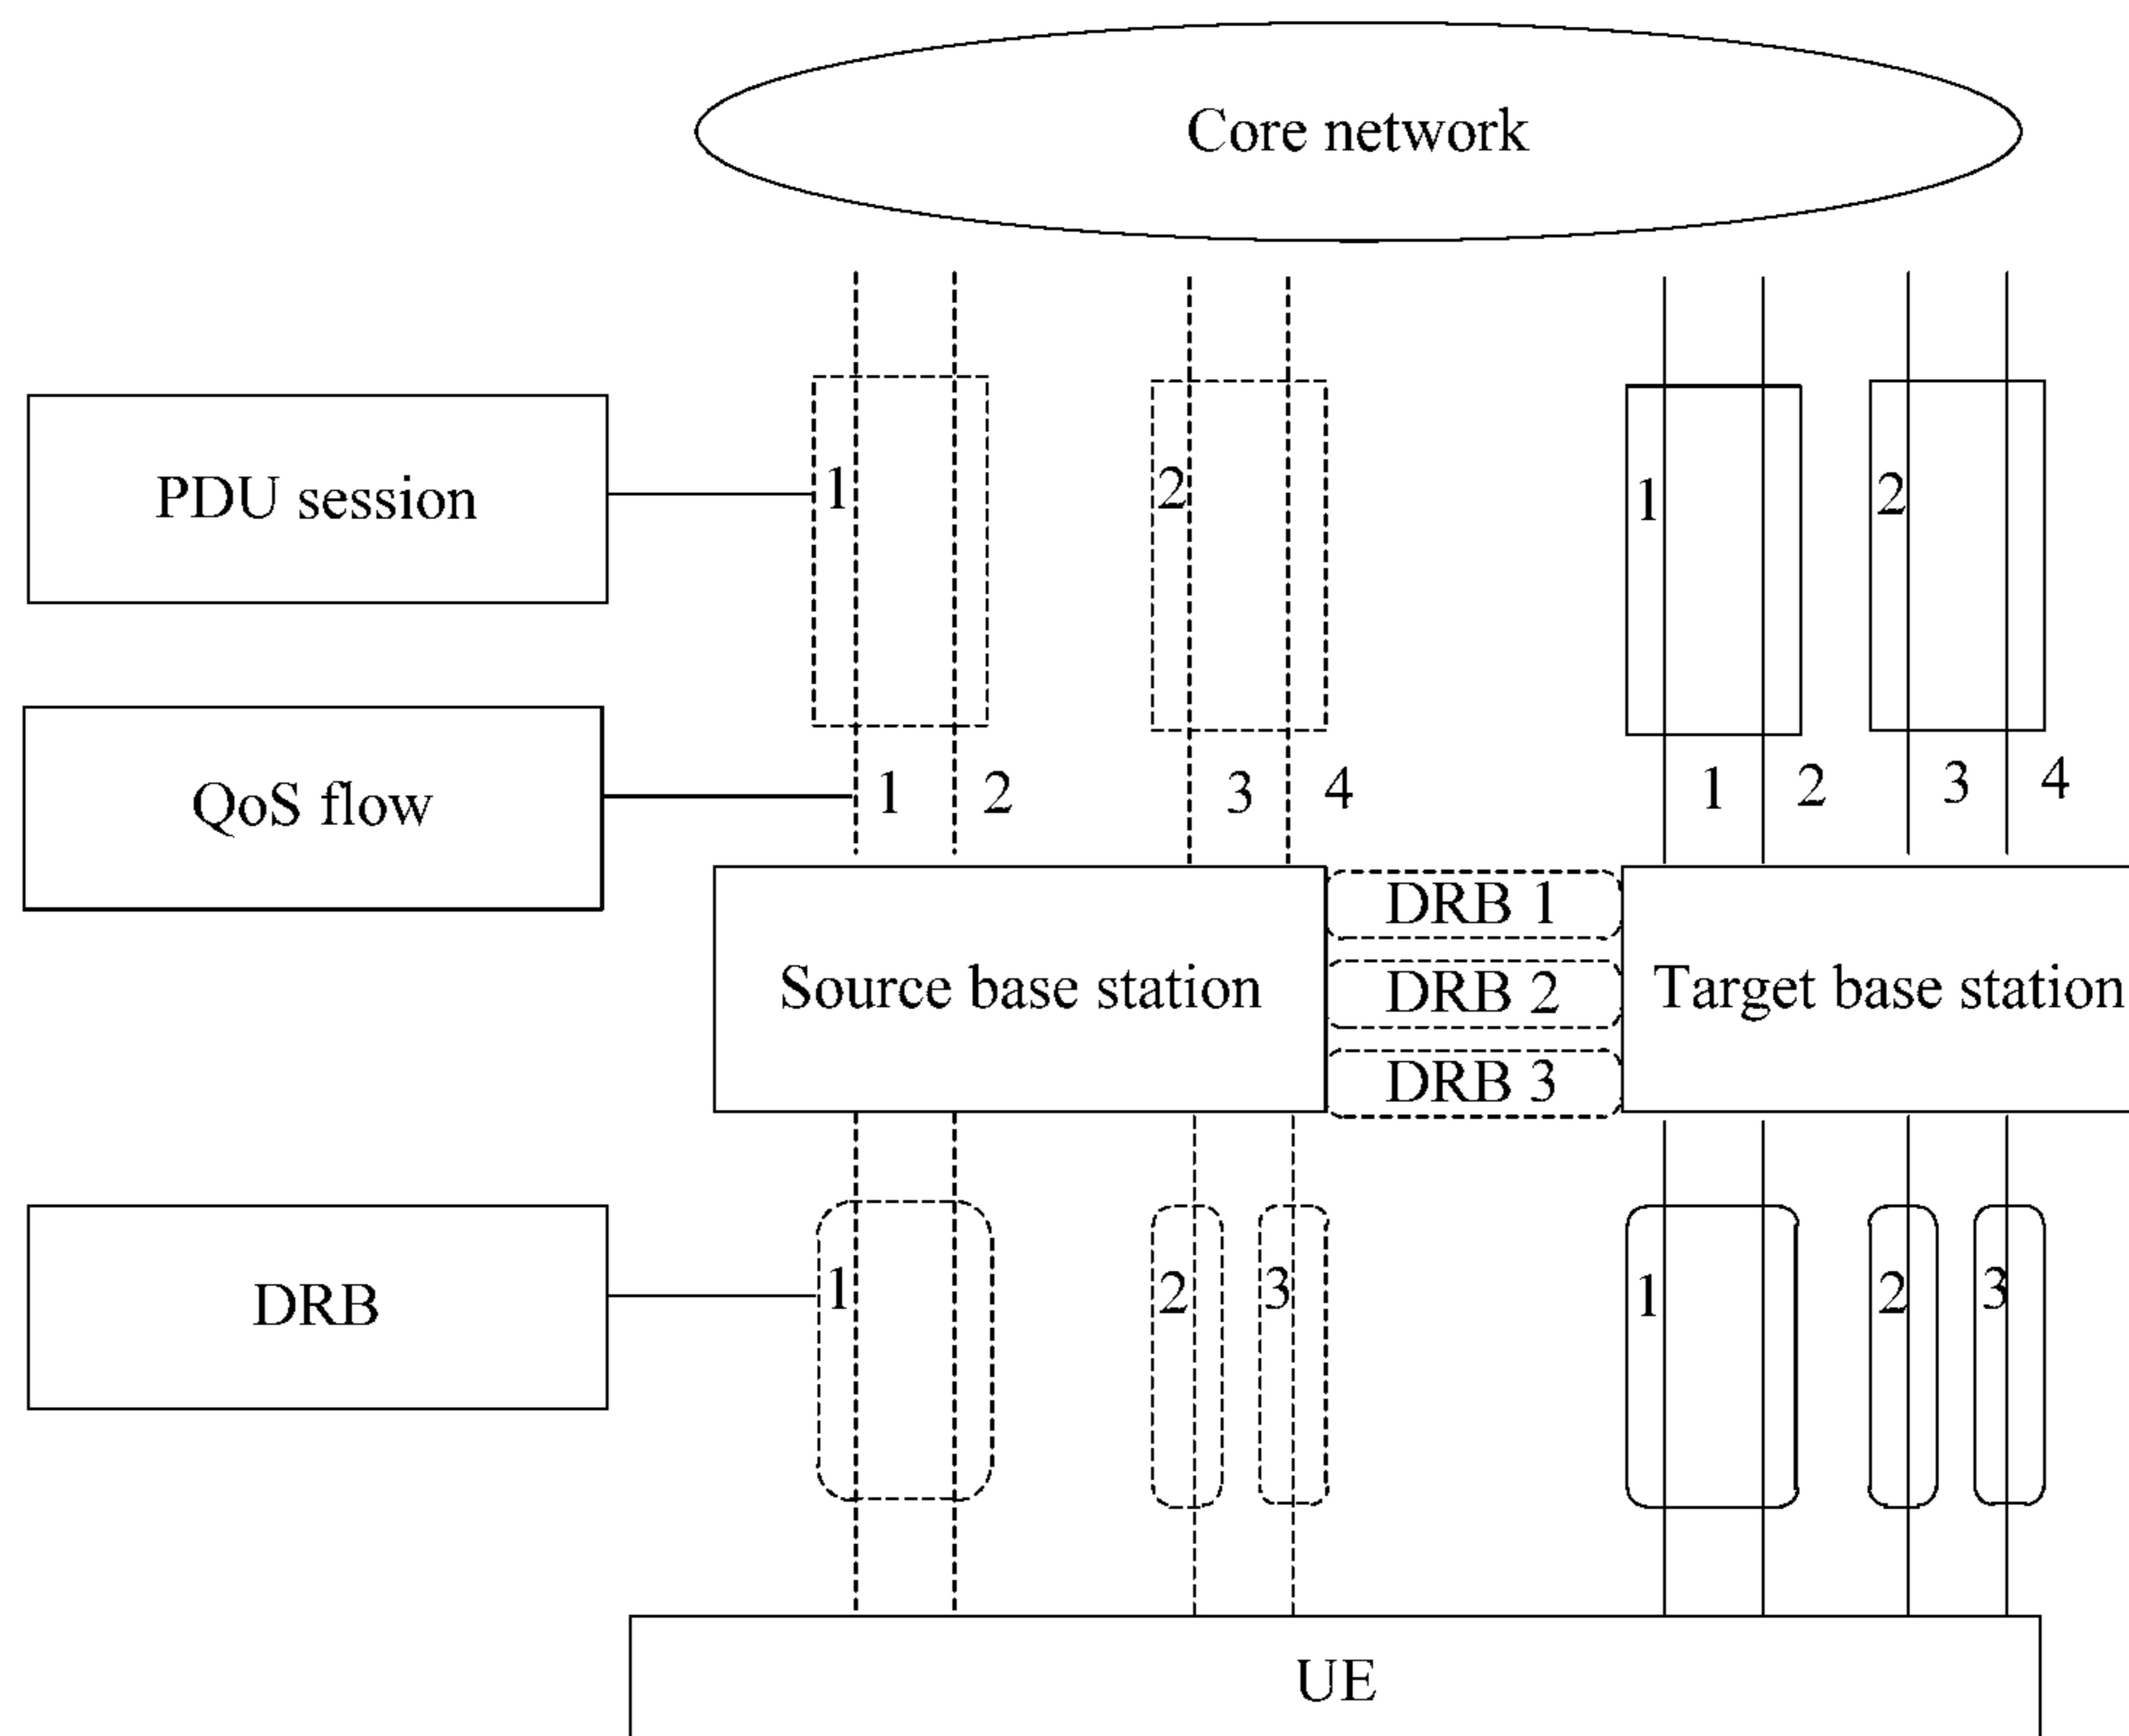 Core network
PDU session
1
2
1
2
QoS flow
1
2
3
4
1
2
3
4
Source base station
DRB 1
DRB 2
DRB 3
Target base station
DRB
1
2
3
1
2
3
UE